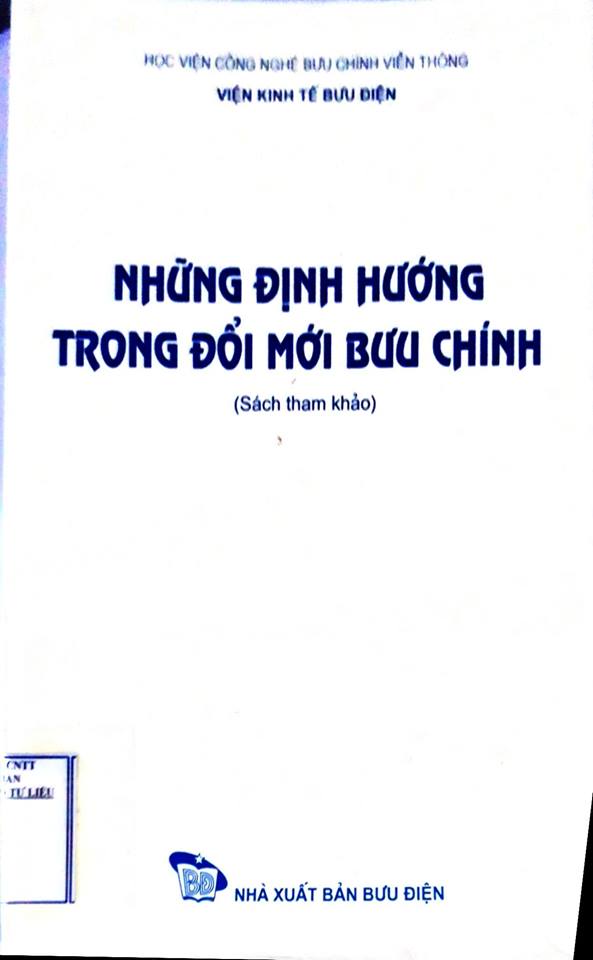 HỌC VIỆN CÔNG NGHỆ BƯU CHÍNH VIỄN THÔNG
VIỆN KINH TẾ BƯU ĐIỆN
NHỮNG ĐỊNH HƯỚNG
TRONG ĐỔI MỚI BƯU CHÍNH
(Sách tham khảo)
CNTT
TƯ LIỆU
BĐ
NHÀ XUẤT BẢN BƯU ĐIỆN